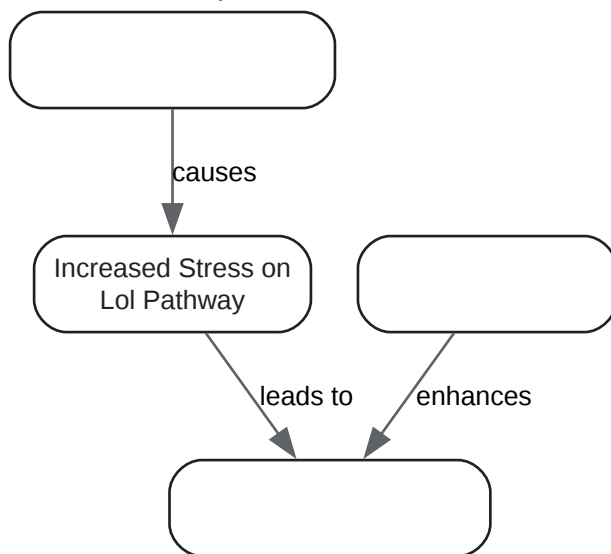 causes
Increased Stress on
Lol Pathway
leads to
enhances